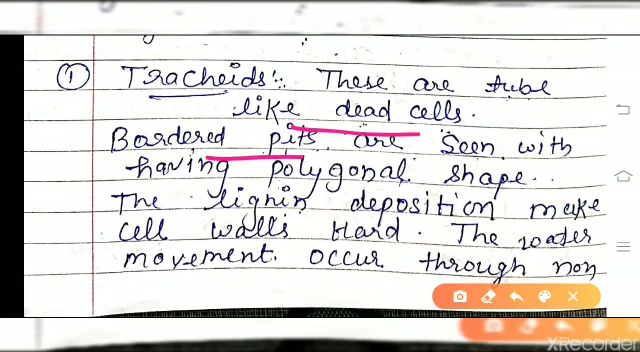 ① Tracheids:. These are tube
like dead cells.
Bordered pits are seen with
having polygonal shape..
The lignin deposition make
cell walls Hard. The water
movement. occur through non
XRecorder